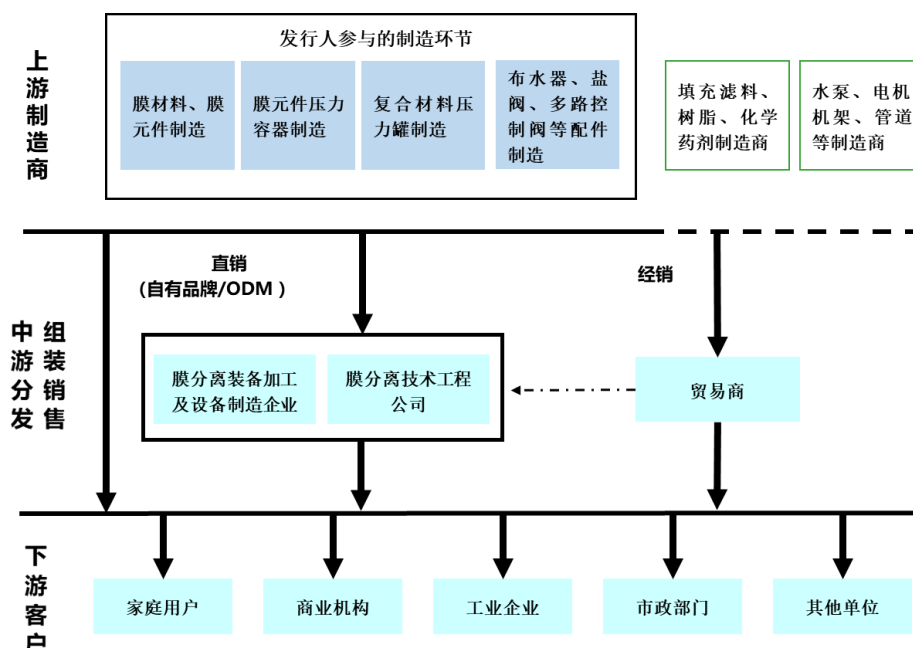 上游制造商
发行人参与的制造环节
膜材料、膜
元件制造
膜元件压力
容器制造
复合材料压
力罐制造
布水器、盐
阀、多路控
制阀等配件
制造
填充滤料、
树脂、化学
药剂制造商
水泵、电机
机架、管道
等制造商
直销
(自有品牌/ODM )
经销
中游分发
组装销售
膜分离装备加工
及设备制造企业
膜分离技术工程
公司
贸易商
下游客户
家庭用户
商业机构
工业企业
市政部门
其他单位